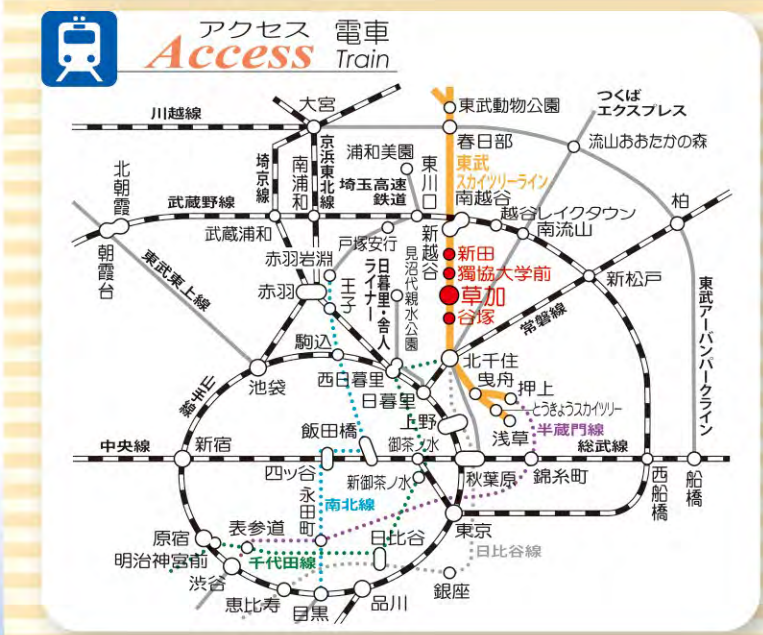 アクセス 電車
Access Train
つくば
エクスプレス
大宮
東武動物公園
川越線
春日部
流山おおたかの森
京浜東北線
埼京線
南浦和
浦和美園
東川口
東武
スカイツリーライン
北朝霞
埼玉高速
鉄道
南越谷
柏
武蔵野線
越谷レイクタウン
武蔵浦和
戸塚安行
新越谷
南流山
朝霞台
赤羽岩淵
日暮里・舎人
ライナー
見沼代親水公園
新田
獨協大学前
新松戸
東武東上線
赤羽
王子
草加
谷塚
常磐線
東武アーバンパークライン
駒込
池袋
西日暮里
北千住
山手線
日暮里
曳舟
押上
とうきょうスカイツリー
上野
浅草
飯田橋
半蔵門線
中央線
新宿
御茶ノ水
総武線
四ツ谷
新御茶ノ水
秋葉原
錦糸町
西船橋
船橋
南北線
永田町
原宿
表参道
日比谷
東京
明治神宮前
千代田線
日比谷線
渋谷
恵比寿
目黒
品川
銀座